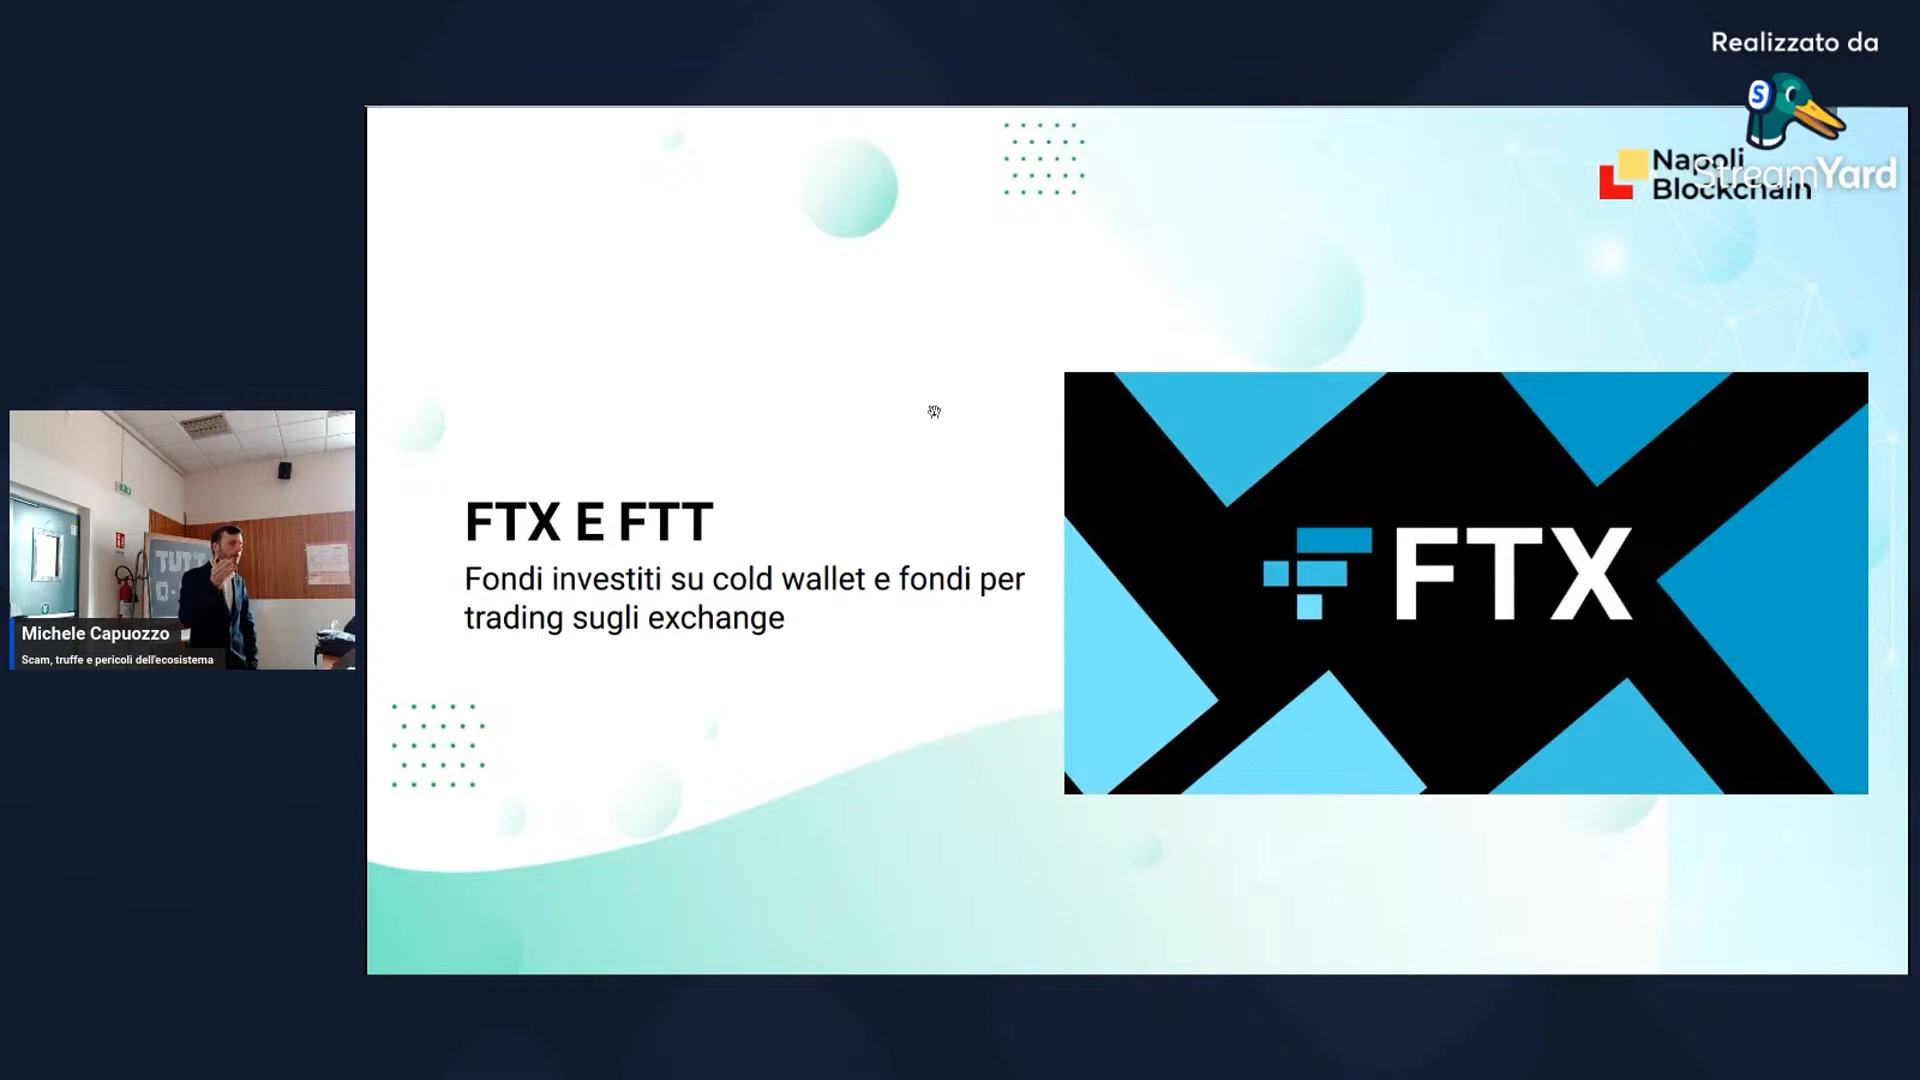 Realizzato da
StreamYard
Napoli
Blockchain
FTX E FTT
Fondi investiti su cold wallet e fondi per
trading sugli exchange
FTX
TUTT
Michele Capuozzo
Scam, truffe e pericoli dell'ecosistema